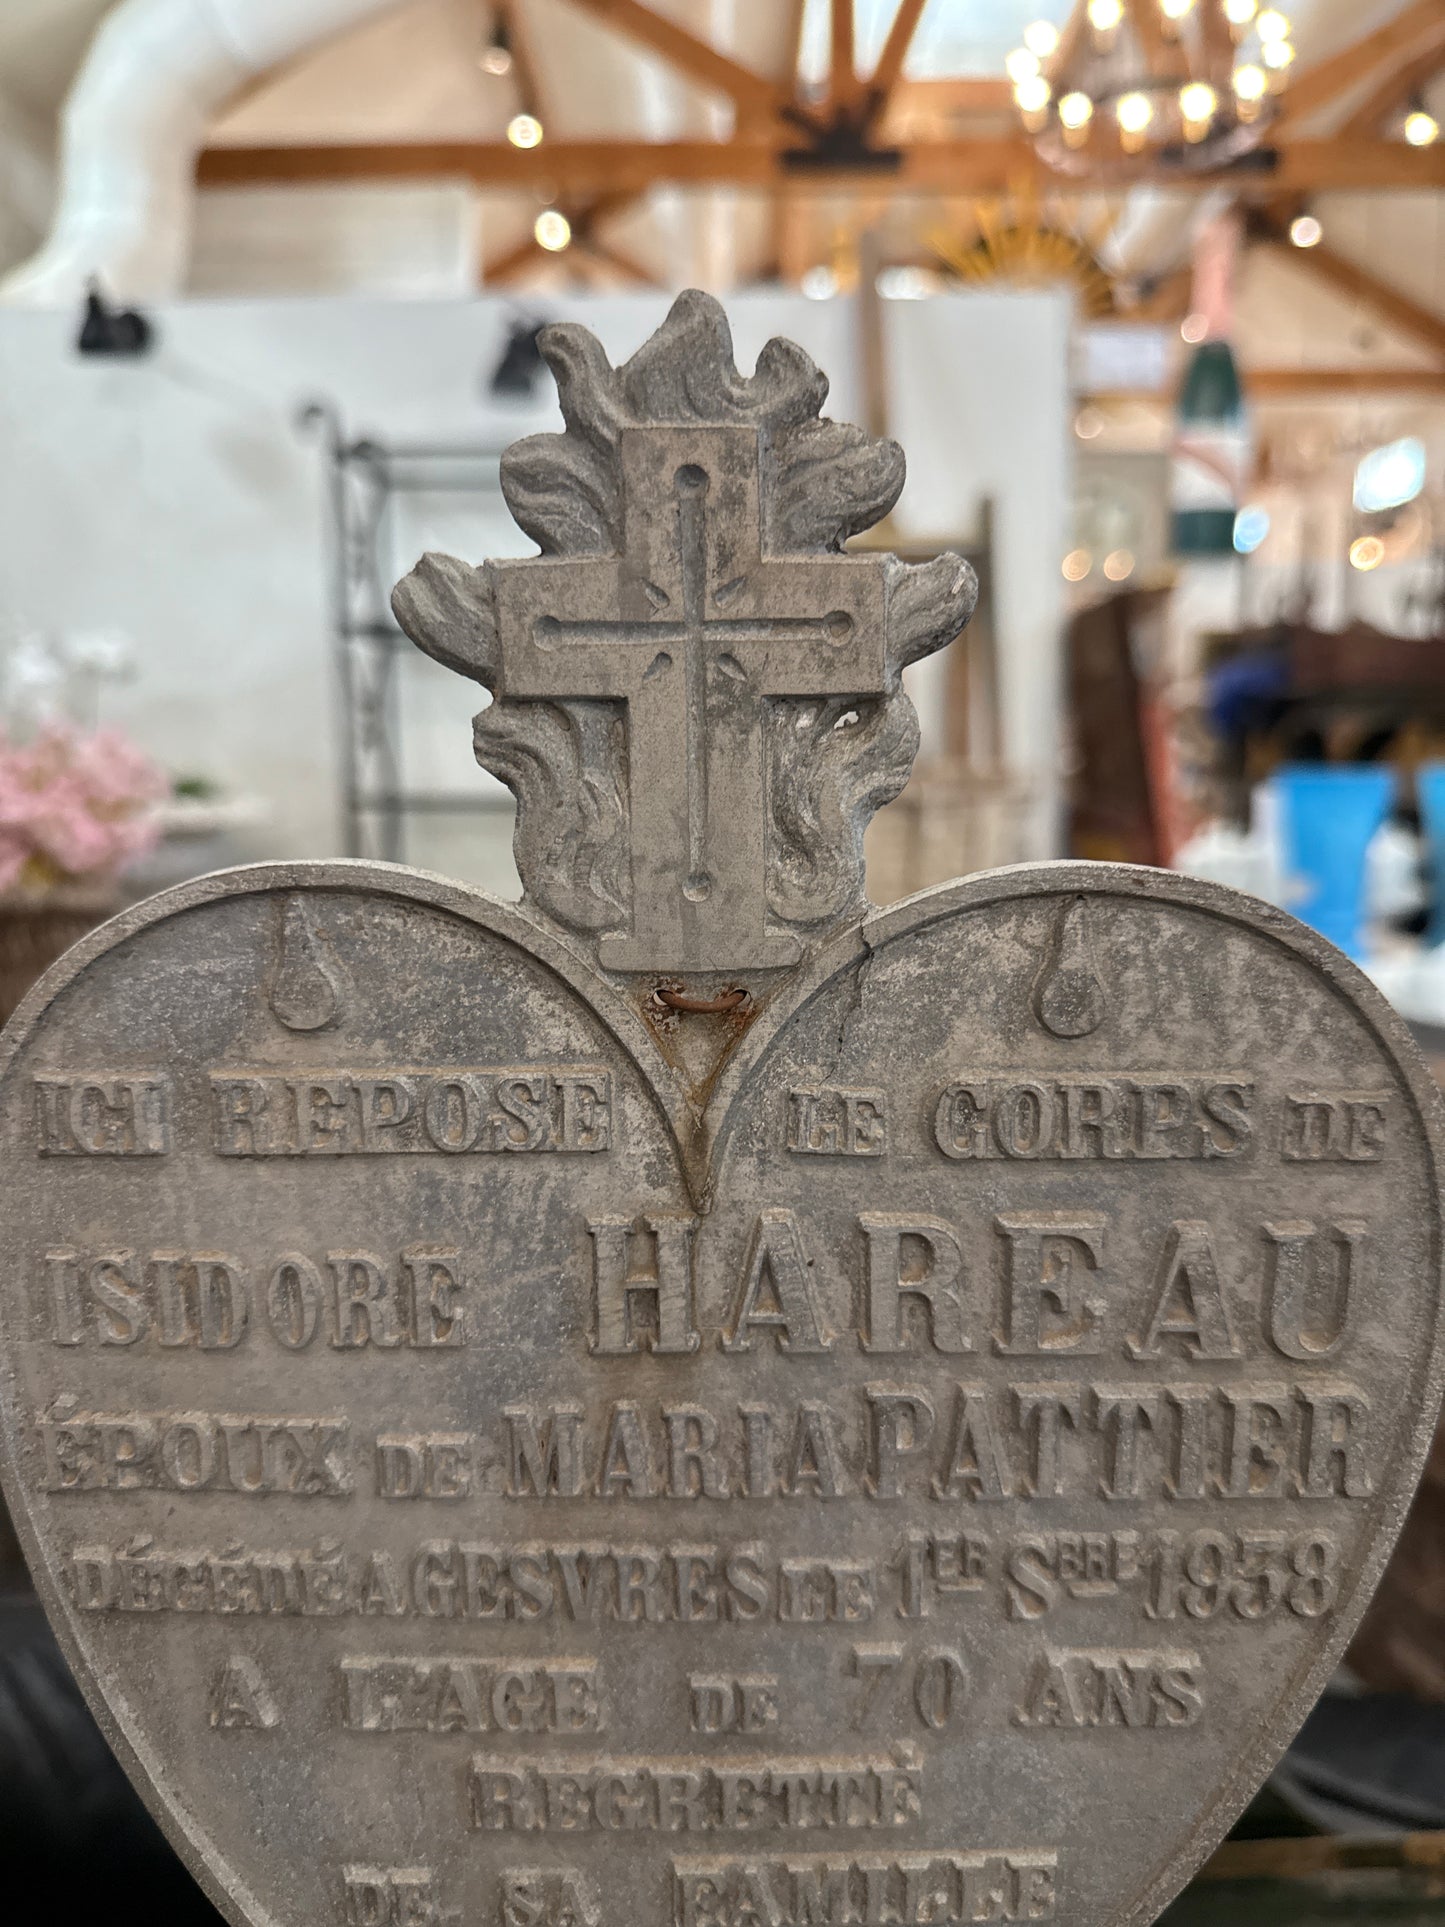 ICI REPOSE LE CORPS DE
ISIDORE HAREAU
ÉPOUX DE MARIA PATTIER
DÉCÉDÉ A GESVRES LE 1ER SBRE 1938
A L'AGE DE 70 ANS
REGRETTÉ
DE SA FAMILLE